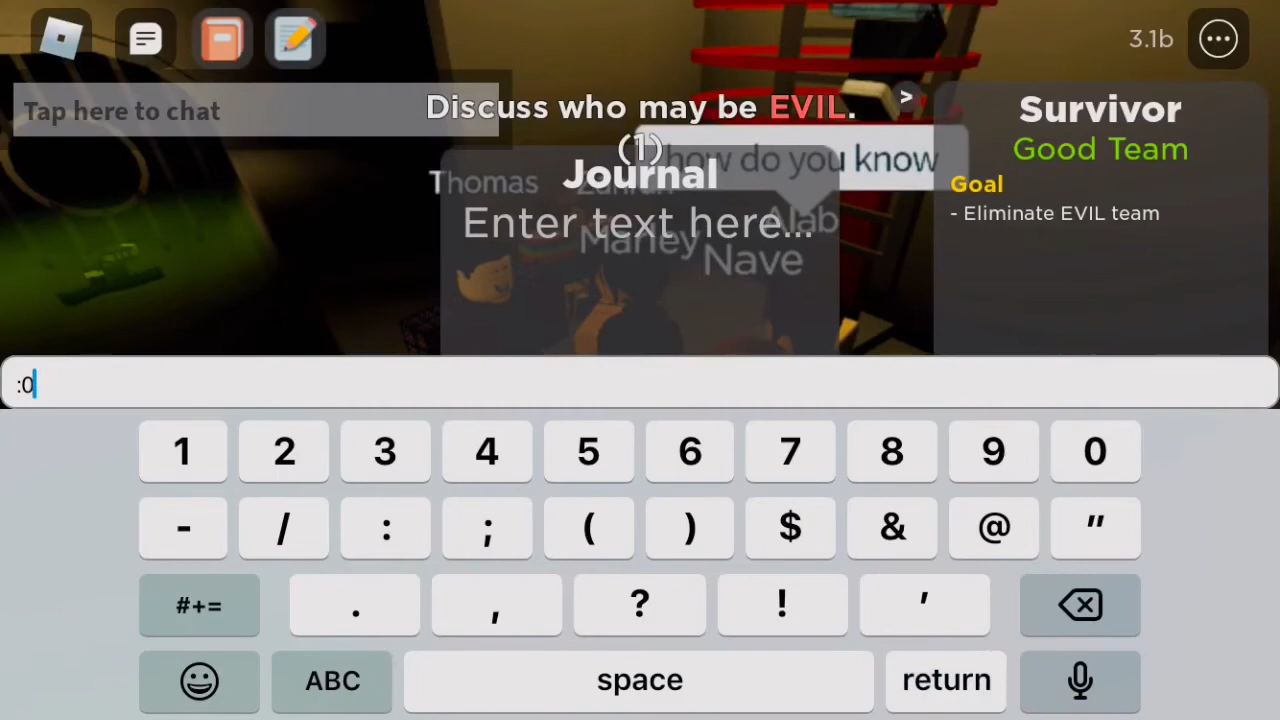 3.1b
Tap here to chat
Discuss who may be EVIL.
(1)
how do you know
Journal
Enter text here...
Thomas
Marley
Alab
Nave
Survivor
Good Team
Goal
- Eliminate EVIL team
:0
1 2 3 4 5 6 7 8 9 0
- / : ; ( ) $ & @ "
#+= . , ? ! '
ABC space return